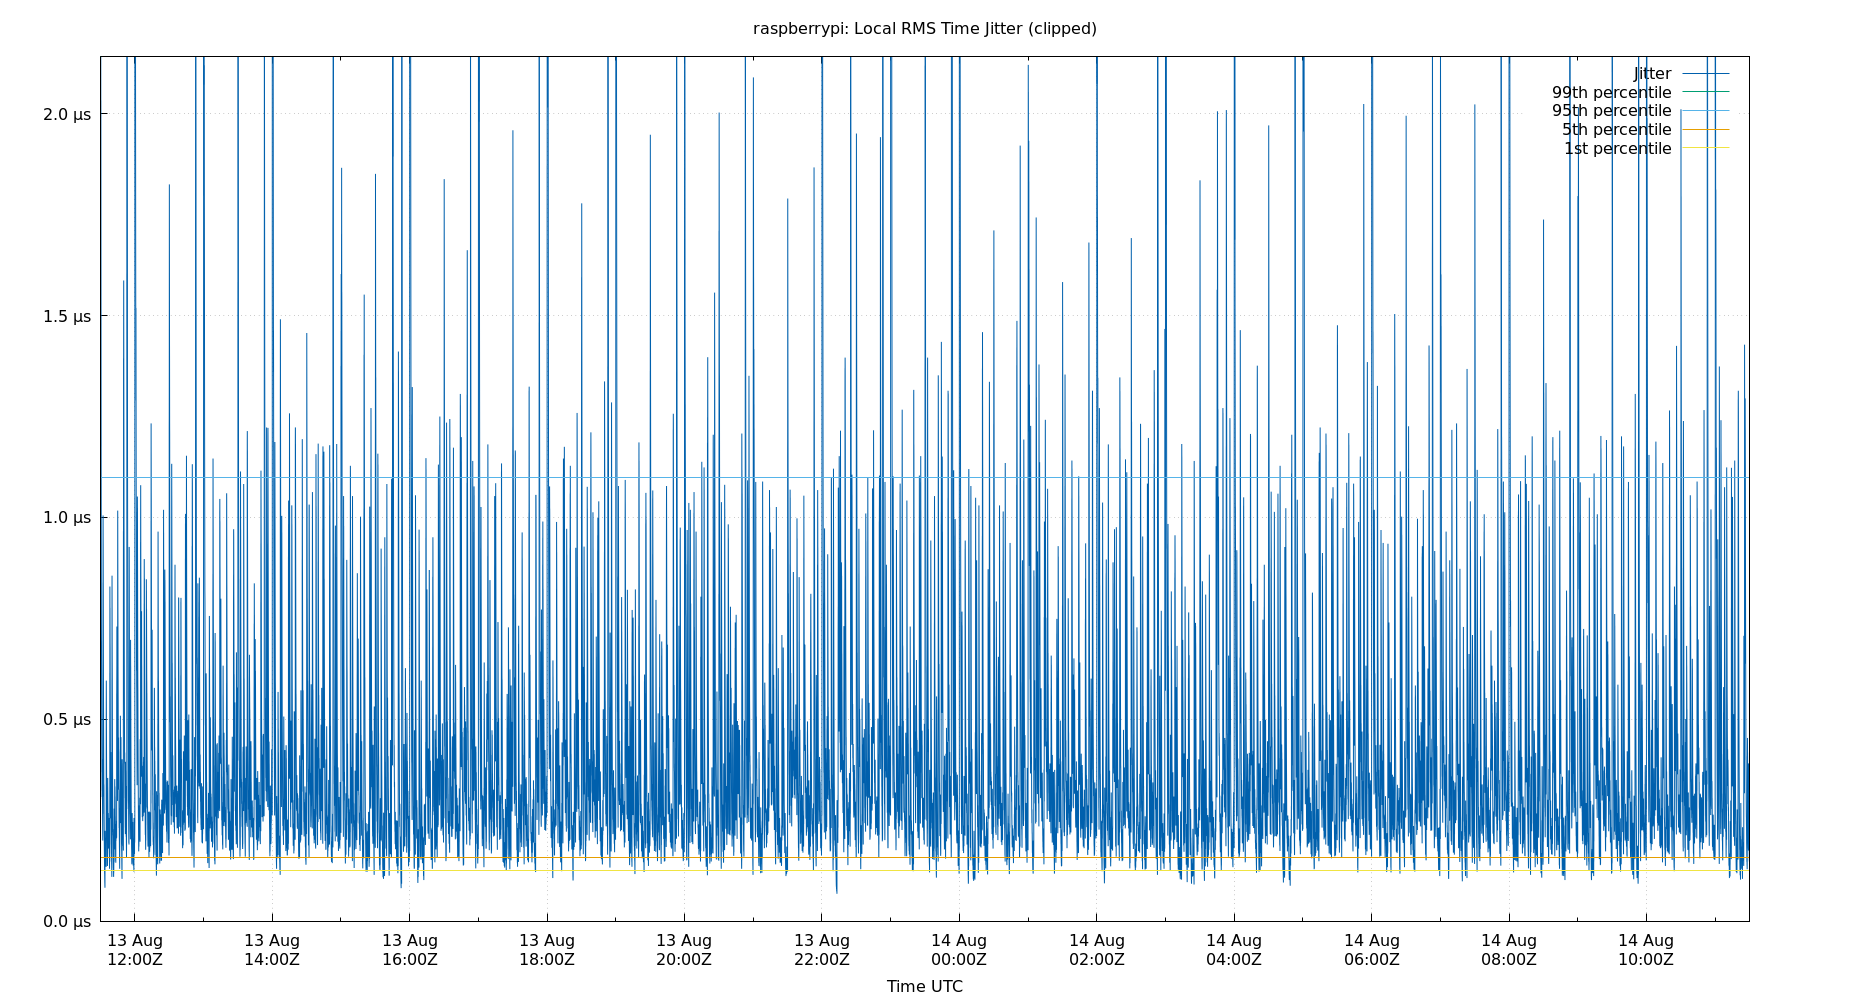 raspberrypi: Local RMS Time Jitter (clipped)
Jitter
99th percentile
95th percentile
5th percentile
1st percentile
2.0 µs
1.5 µs
1.0 µs
0.5 µs
0.0 µs
13 Aug 13 Aug 13 Aug 13 Aug 13 Aug 13 Aug 14 Aug 14 Aug 14 Aug 14 Aug 14 Aug 14 Aug
12:00Z 14:00Z 16:00Z 18:00Z 20:00Z 22:00Z 00:00Z 02:00Z 04:00Z 06:00Z 08:00Z 10:00Z
Time UTC